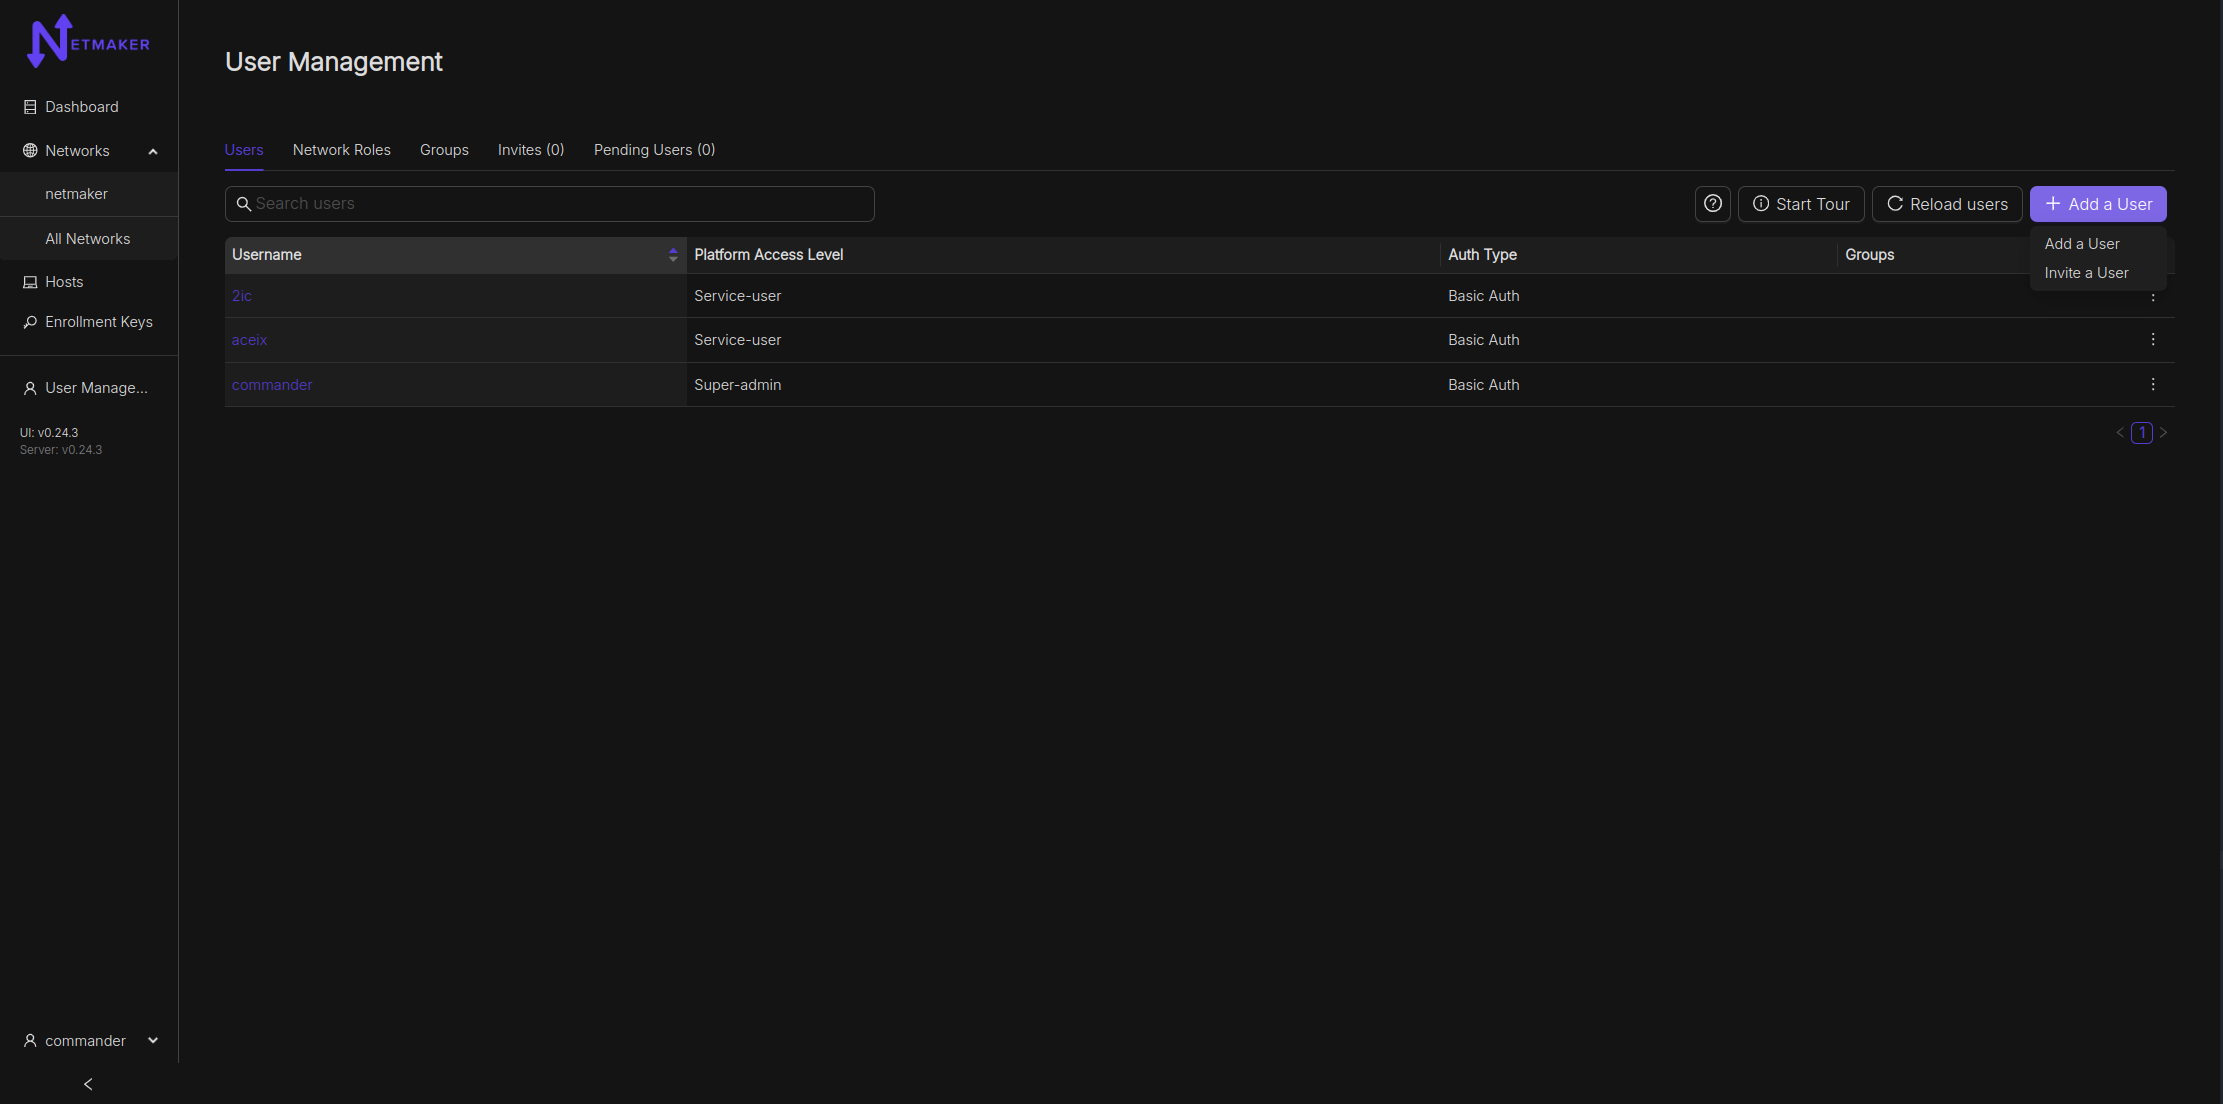 NETMAKER
Dashboard
Networks
netmaker
All Networks
Hosts
Enrollment Keys
User Manage...
UI: v0.24.3
Server: v0.24.3
commander
User Management
Users Network Roles Groups Invites (0) Pending Users (0)
Search users
Start Tour Reload users Add a User
Add a User
Invite a User
Username Platform Access Level Auth Type Groups
2ic Service-user Basic Auth
aceix Service-user Basic Auth
commander Super-admin Basic Auth
1